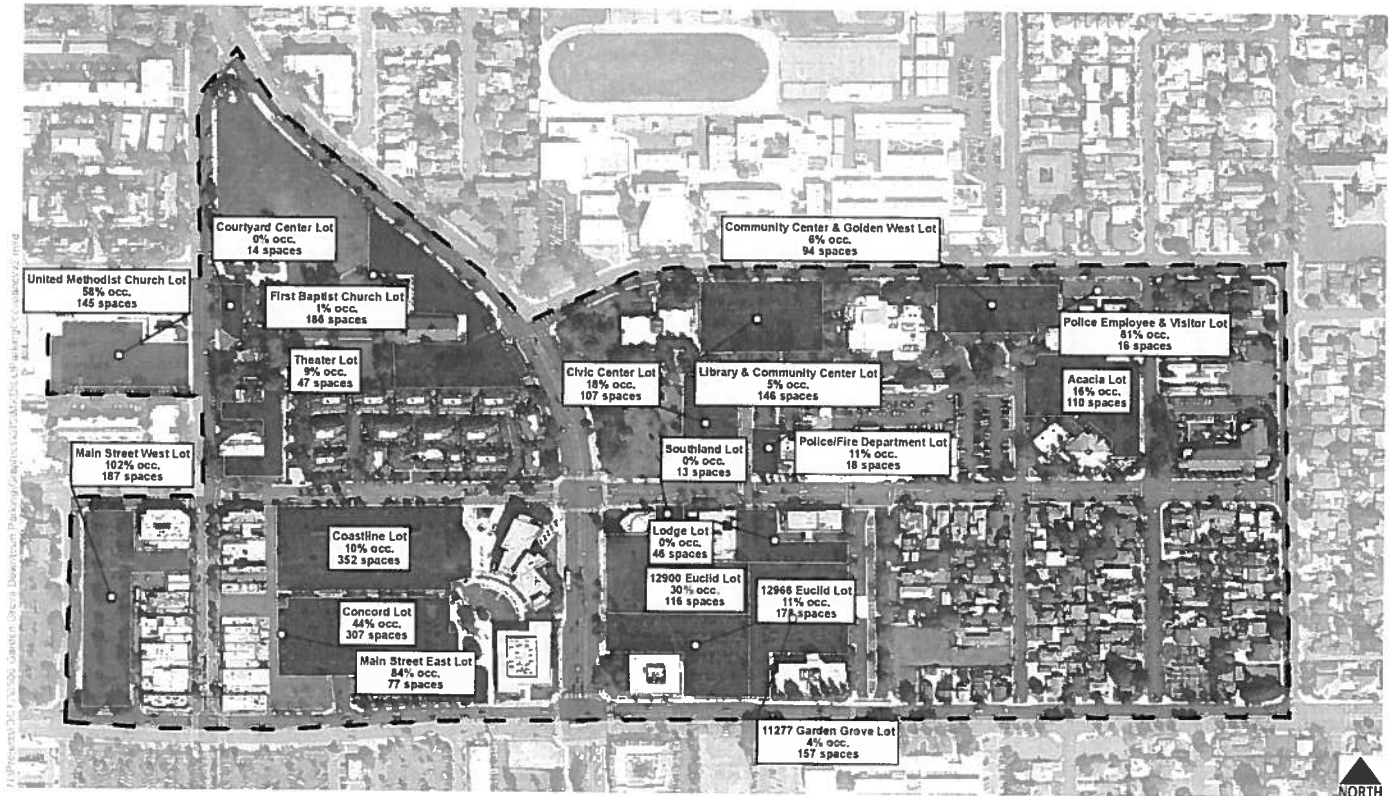 Courtyard Center Lot
0% occ.
14 spaces
Community Center & Golden West Lot
6% occ.
94 spaces
United Methodist Church Lot
58% occ.
145 spaces
First Baptist Church Lot
1% occ.
186 spaces
Police Employee & Visitor Lot
81% occ.
16 spaces
Theater Lot
9% occ.
47 spaces
Civic Center Lot
18% occ.
107 spaces
Library & Community Center Lot
5% occ.
146 spaces
Acacia Lot
16% occ.
110 spaces
Main Street West Lot
102% occ.
187 spaces
Southland Lot
0% occ.
13 spaces
Police/Fire Department Lot
11% occ.
18 spaces
Coastline Lot
10% occ.
352 spaces
Lodge Lot
0% occ.
46 spaces
12900 Euclid Lot
30% occ.
116 spaces
12966 Euclid Lot
11% occ.
Concord Lot
44% occ.
307 spaces
Main Street East Lot
84% occ.
77 spaces
11277 Garden Grove Lot
4% occ.
157 spaces
NORTH